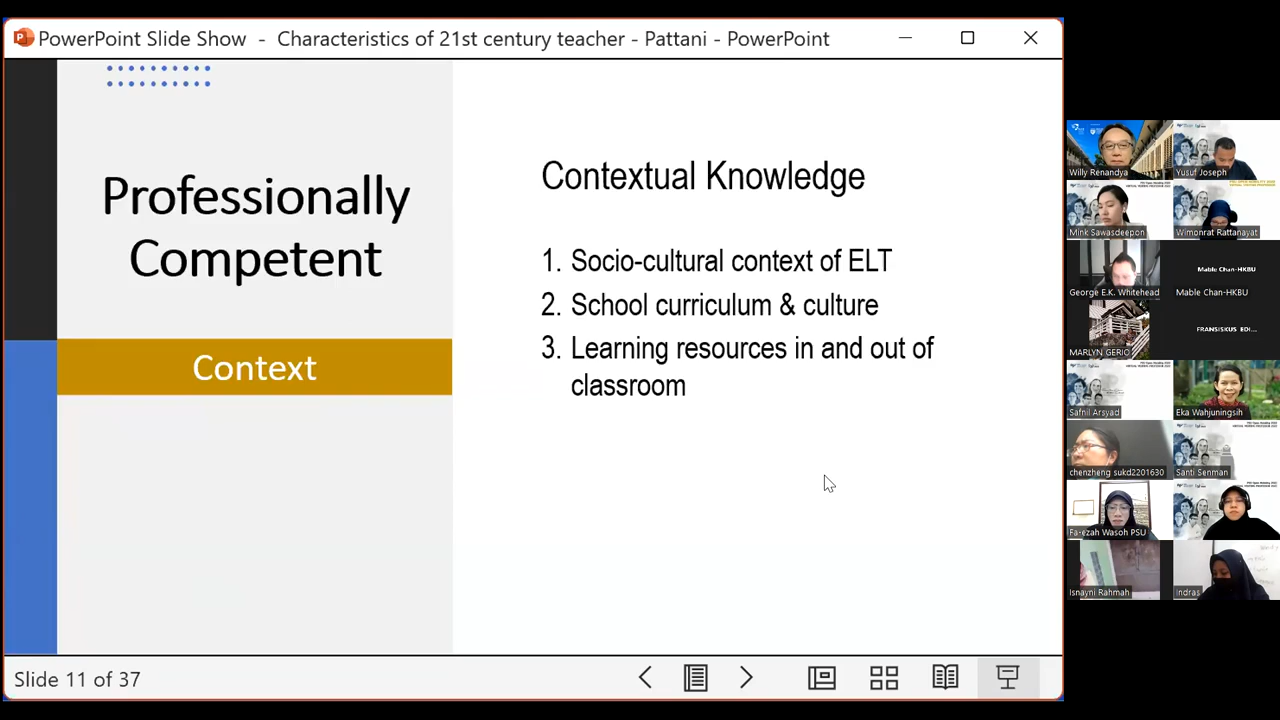 PowerPoint Slide Show - Characteristics of 21st century teacher - Pattani - PowerPoint
Professionally
Competent
Context
Contextual Knowledge
1. Socio-cultural context of ELT
2. School curriculum & culture
3. Learning resources in and out of
classroom
Slide 11 of 37
Willy Renandya
Yusuf Joseph
Mink Sawasdeepon
Wimonrat Rattanayat
George E.K. Whitehead
Mable Chan-HKBU
Mable Chan-HKBU
MARLYN GERIO
FRANSISKUS EDI...
Safnil Arsyad
Eka Wahjuningsih
chenzheng sukd2201630
Santi Senman
Fa-ezah Wasoh PSU
Isnayni Rahmah
Indras